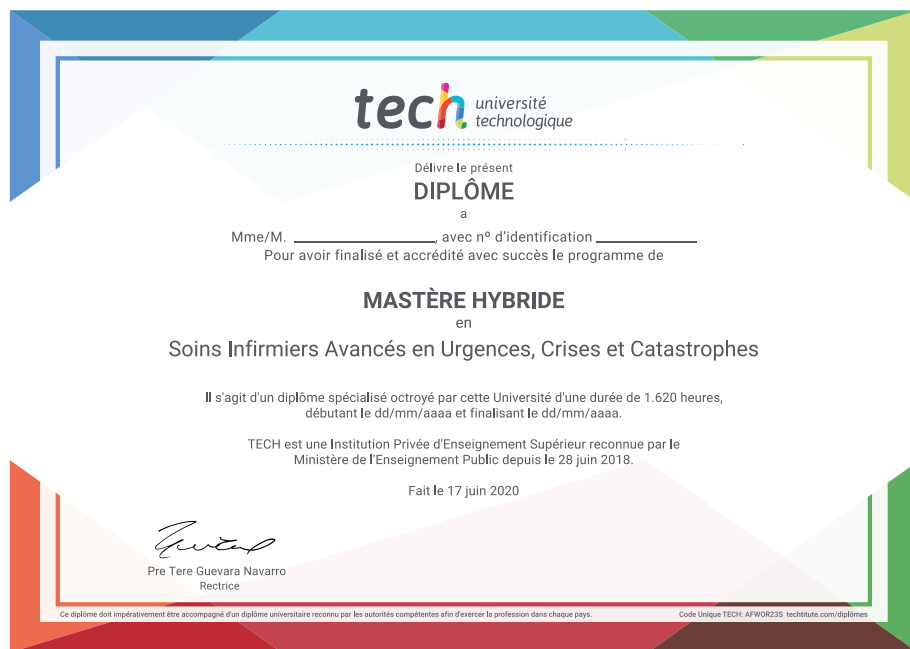 tech université
technologique
Délivre le présent
DIPLÔME
a
Mme/M. ____________, avec nº d'identification ____________
Pour avoir finalisé et accrédité avec succès le programme de
MASTÈRE HYBRIDE
en
Soins Infirmiers Avancés en Urgences, Crises et Catastrophes
Il s'agit d'un diplôme spécialisé octroyé par cette Université d'une durée de 1.620 heures,
débutant le dd/mm/aaaa et finalisant le dd/mm/aaaa.
TECH est une Institution Privée d'Enseignement Supérieur reconnue par le
Ministère de l'Enseignement Public depuis le 28 juin 2018.
Fait le 17 juin 2020
Pre Tere Guevara Navarro
Rectrice
Ce diplôme doit impérativement être accompagné d'un diplôme universitaire reconnu par les autorités compétentes afin d'exercer la profession dans chaque pays.
Code Unique TECH: AFWOR23S techtitute.com/diplômes